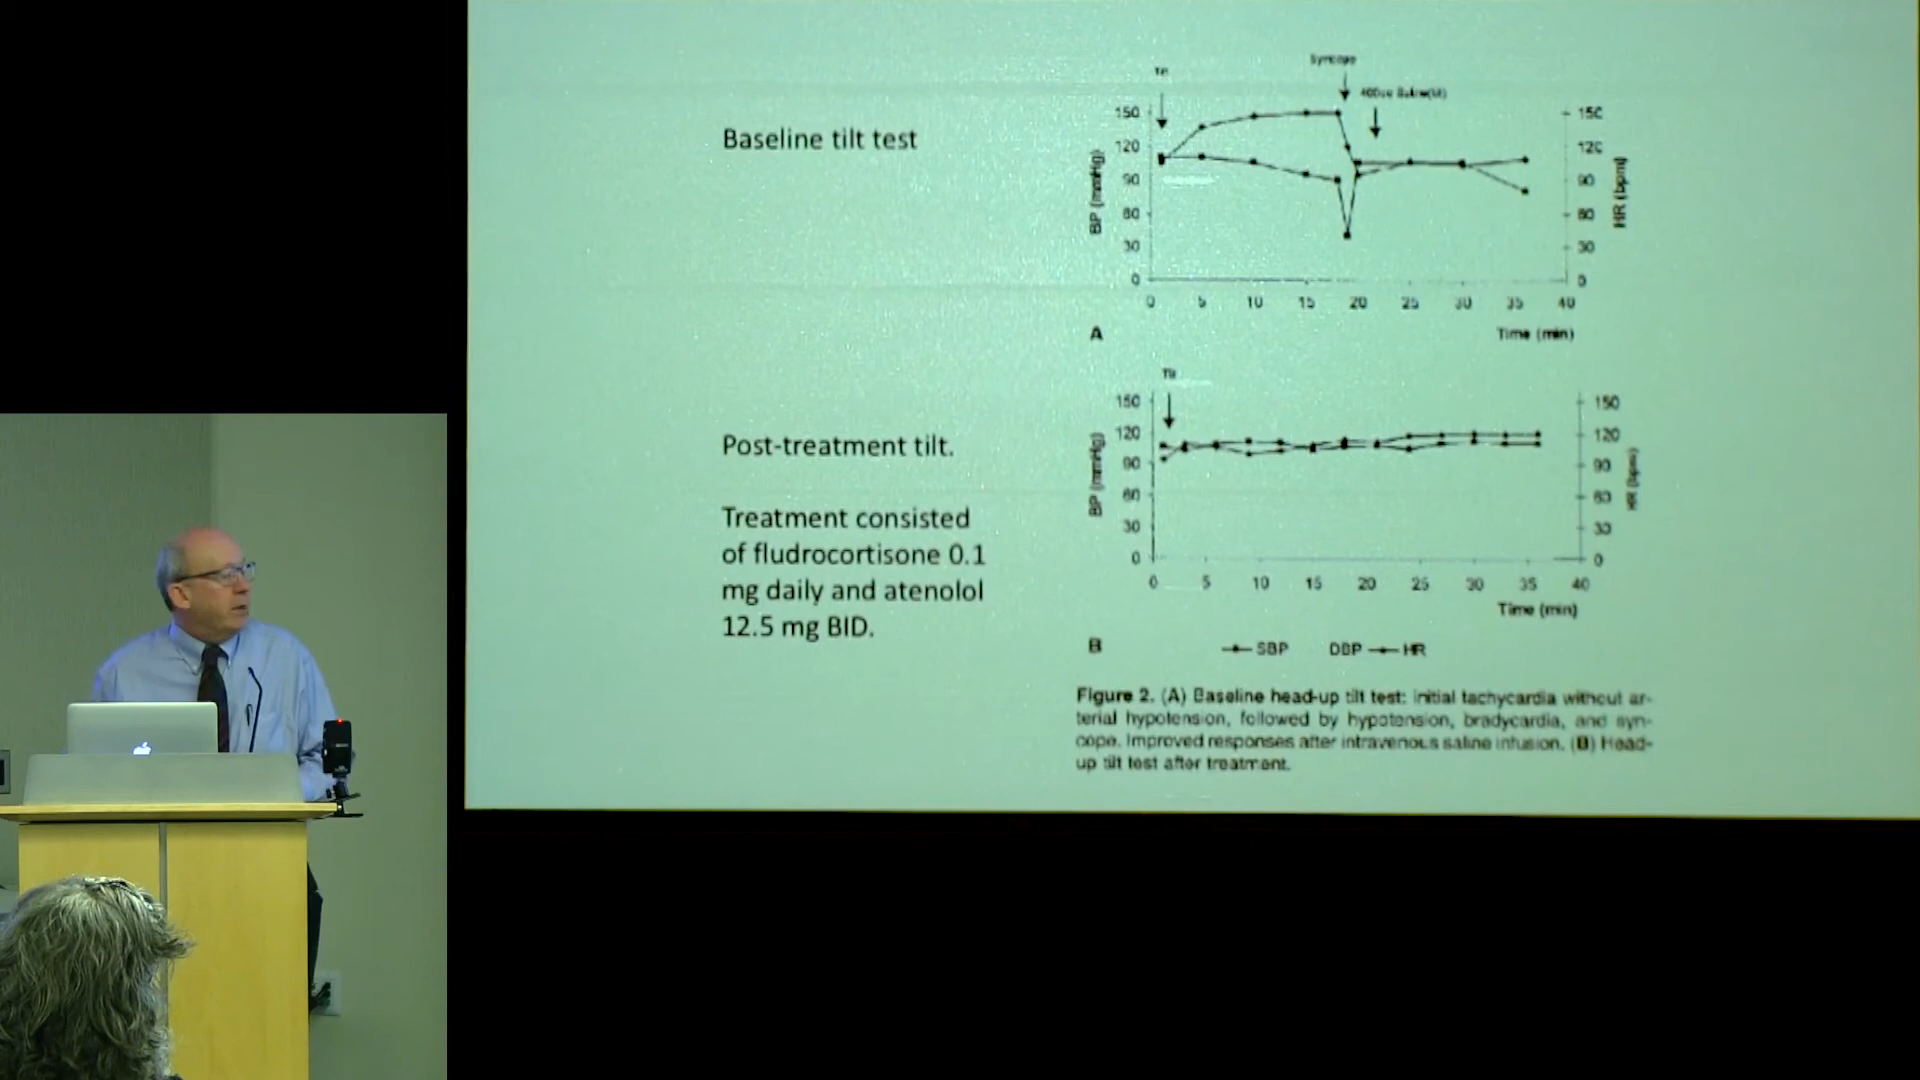 Baseline tilt test
Tilt
Syncope
150
120
90
60
30
0
BP (mmHg)
150
120
90
60
30
0
HR (bpm)
0 5 10 15 20 25 30 35 40
A
Time (min)
Post-treatment tilt.
Treatment consisted
of fludrocortisone 0.1
mg daily and atenolol
12.5 mg BID.
Tilt
150
120
90
60
30
0
BP (mmHg)
150
120
90
60
30
0
HR (bpm)
0 5 10 15 20 25 30 35 40
Time (min)
B
SBP DBP HR
Figure 2. (A) Baseline head-up tilt test: initial tachycardia without ar-
terial hypotension, followed by hypotension, bradycardia, and syn-
cope. Improved responses after intravenous saline infusion. (B) Head-
up tilt test after treatment.